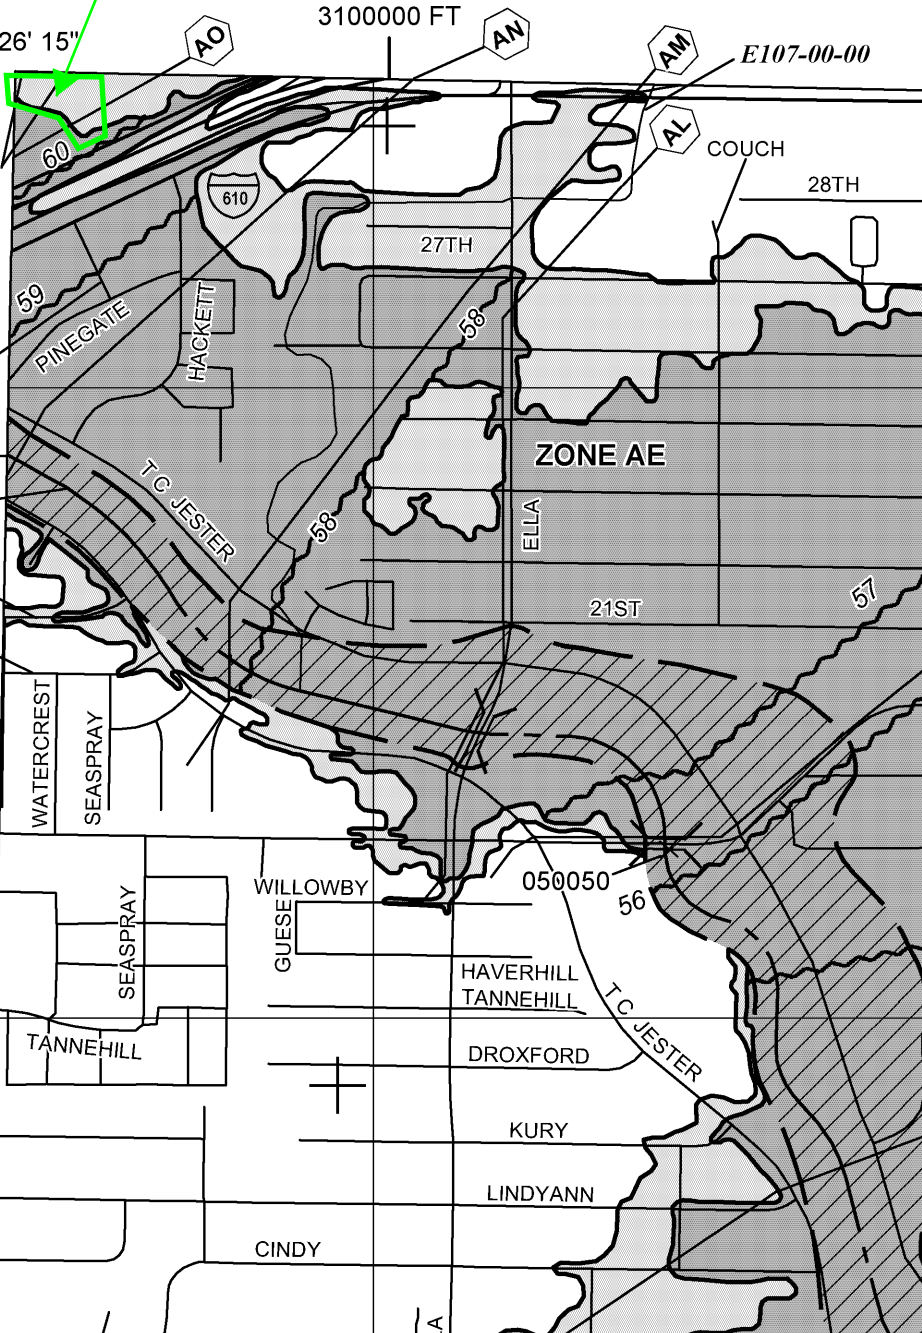 3100000 FT
26' 15"
AO
AN
AM
E107-00-00
AL
COUCH
60
28TH
610
27TH
59
58
PINEGATE
HACKETT
ZONE AE
T C JESTER
58
ELLA
57
21ST
WATERCREST
SEASPRAY
WILLOWBY
050050
56
SEASPRAY
GUESE
HAVERHILL
TANNEHILL
T C JESTER
TANNEHILL
DROXFORD
KURY
LINDYANN
CINDY
LA